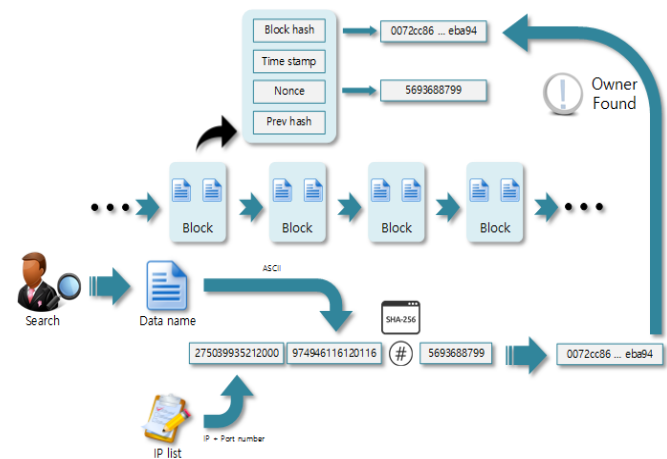 Block hash
0072cc86 ... eba94
Time stamp
Nonce
5693688799
Prev hash
Owner
Found
Block
Block
Block
Block
ASCII
Search
Data name
SHA-256
275039935212000
974946116120116
#
5693688799
0072cc86 ... eba94
IP + Port number
IP list